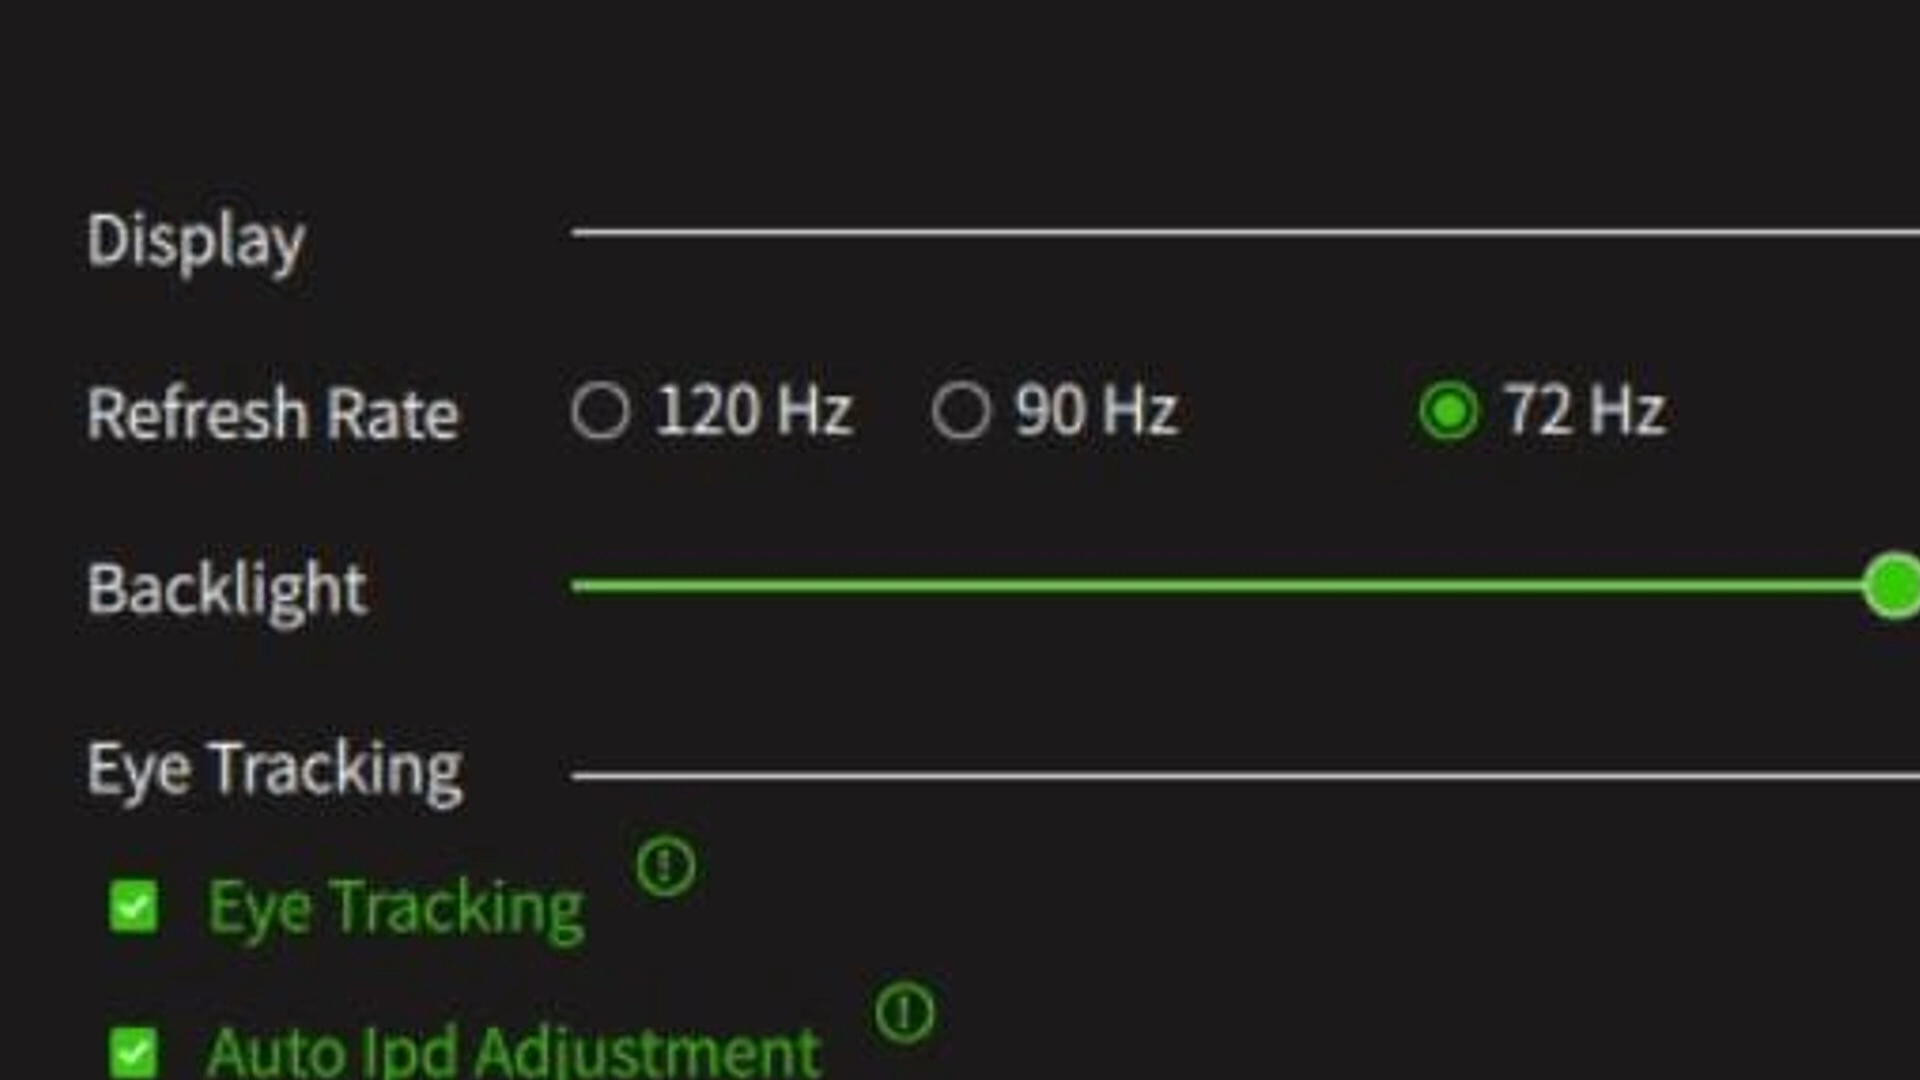 Display
Refresh Rate 120 Hz 90 Hz 72 Hz
Backlight
Eye Tracking
Eye Tracking
Auto Ipd Adjustment